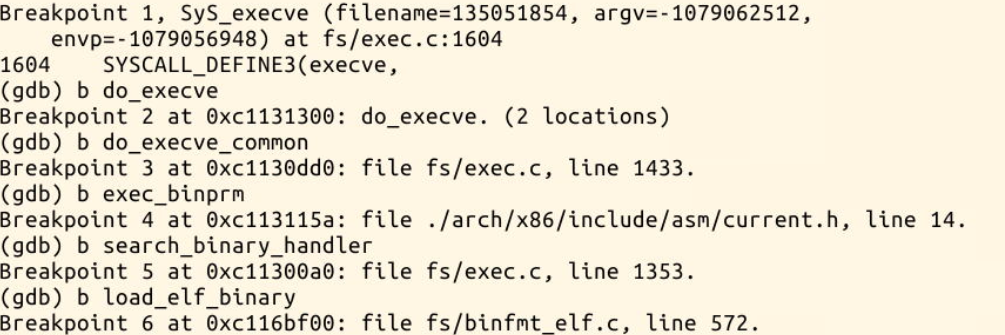 Breakpoint 1, SyS_execve (filename=135051854, argv=-1079062512,
    envp=-1079056948) at fs/exec.c:1604
1604    SYSCALL_DEFINE3(execve,
(gdb) b do_execve
Breakpoint 2 at 0xc1131300: do_execve. (2 locations)
(gdb) b do_execve_common
Breakpoint 3 at 0xc1130dd0: file fs/exec.c, line 1433.
(gdb) b exec_binprm
Breakpoint 4 at 0xc113115a: file ./arch/x86/include/asm/current.h, line 14.
(gdb) b search_binary_handler
Breakpoint 5 at 0xc11300a0: file fs/exec.c, line 1353.
(gdb) b load_elf_binary
Breakpoint 6 at 0xc116bf00: file fs/binfmt_elf.c, line 572.